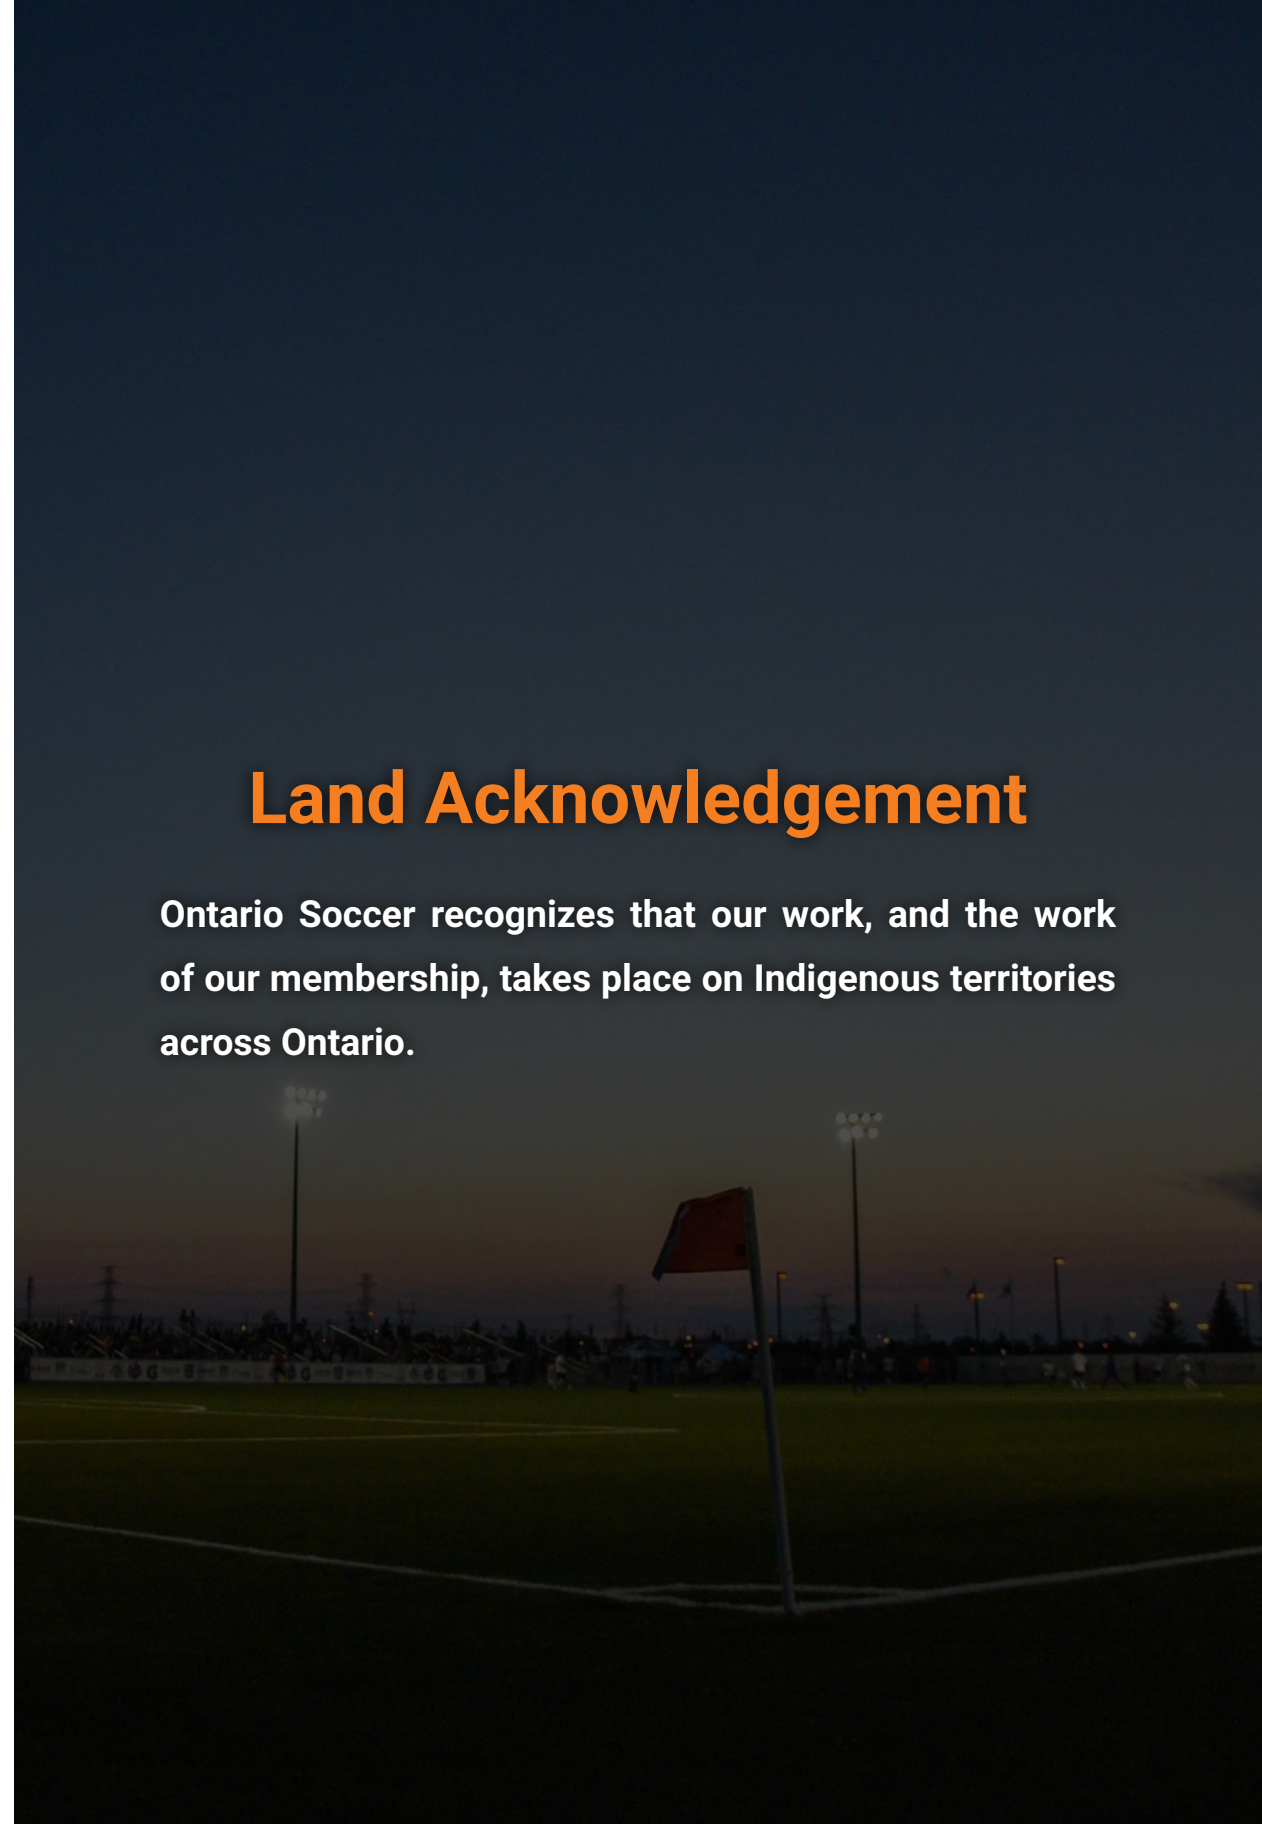 Land Acknowledgement
Ontario Soccer recognizes that our work, and the work
of our membership, takes place on Indigenous territories
across Ontario.